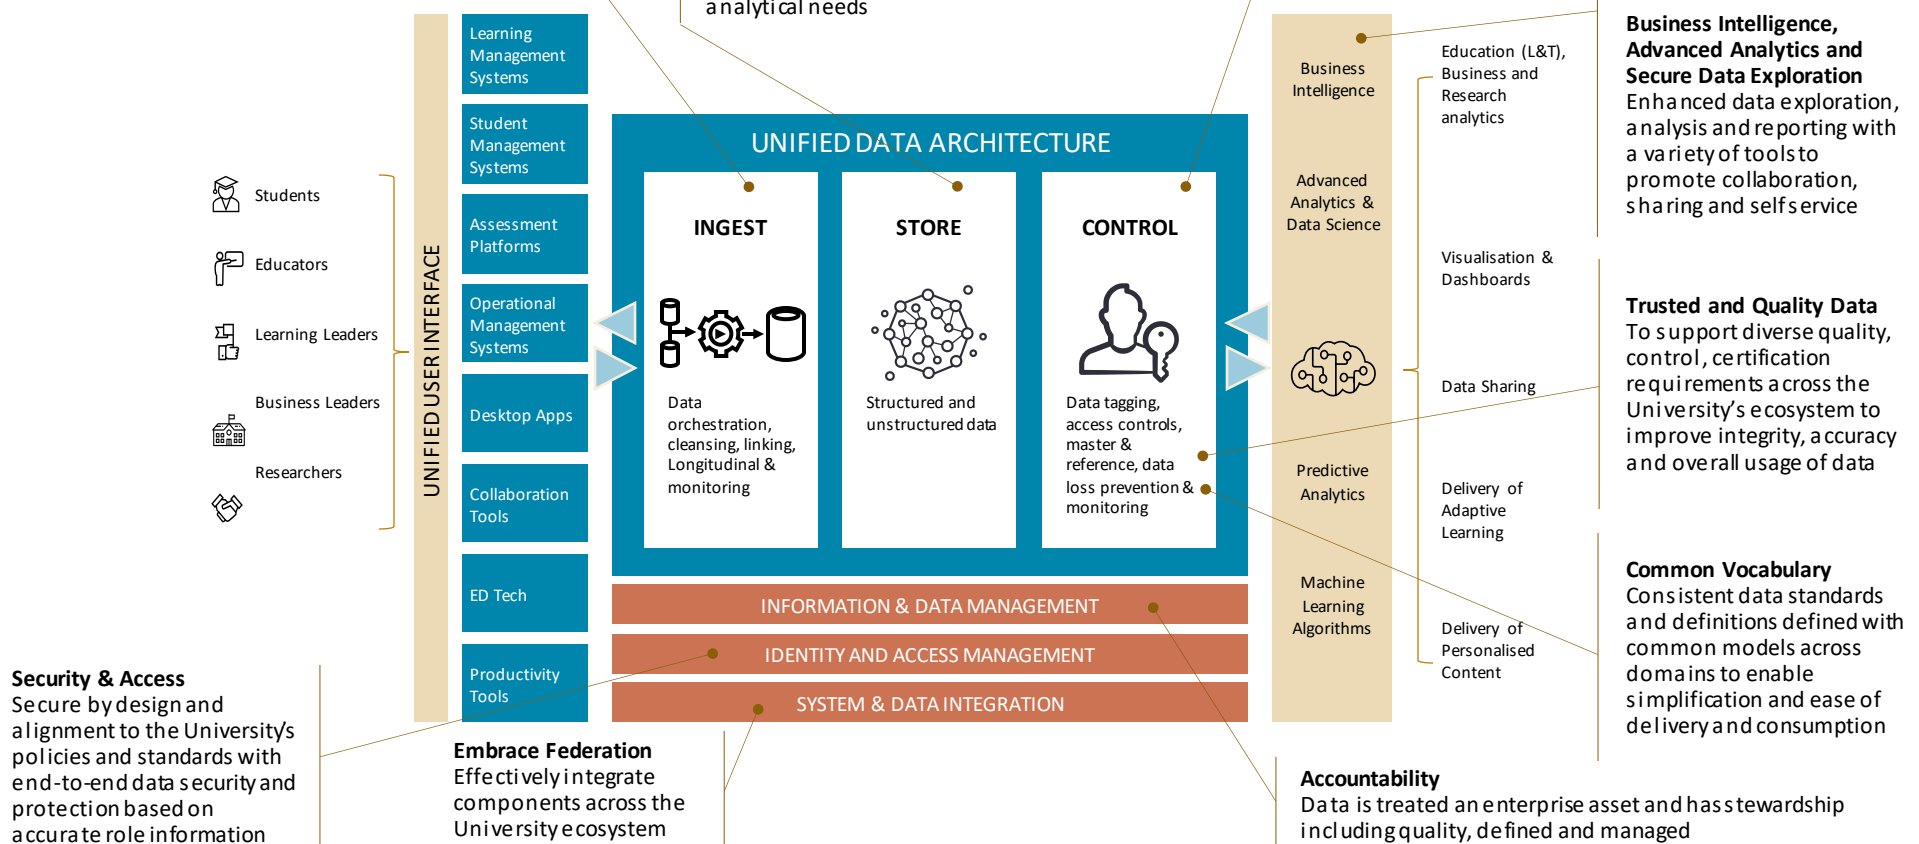 analytical needs
Students
Educators
Learning Leaders
Business Leaders
Researchers
UNIFIED USER INTERFACE
Learning
Management
Systems
Student
Management
Systems
Assessment
Platforms
Operational
Management
Systems
Desktop Apps
Collaboration
Tools
ED Tech
Productivity
Tools
UNIFIED DATA ARCHITECTURE
INGEST
Data
orchestration,
cleansing, linking,
Longitudinal &
monitoring
STORE
Structured and
unstructured data
CONTROL
Data tagging,
access controls,
master &
reference, data
loss prevention &
monitoring
INFORMATION & DATA MANAGEMENT
IDENTITY AND ACCESS MANAGEMENT
SYSTEM & DATA INTEGRATION
Business
Intelligence
Advanced
Analytics &
Data Science
Predictive
Analytics
Machine
Learning
Algorithms
Education (L&T),
Business and
Research
analytics
Visualisation &
Dashboards
Data Sharing
Delivery of
Adaptive
Learning
Delivery of
Personalised
Content
Business Intelligence,
Advanced Analytics and
Secure Data Exploration
Enhanced data exploration,
analysis and reporting with
a variety of tools to
promote collaboration,
sharing and self service
Trusted and Quality Data
To support diverse quality,
control, certification
requirements across the
University's ecosystem to
improve integrity, accuracy
and overall usage of data
Common Vocabulary
Consistent data standards
and definitions defined with
common models across
domains to enable
simplification and ease of
delivery and consumption
Security & Access
Secure by design and
alignment to the University's
policies and standards with
end-to-end data security and
protection based on
accurate role information
Embrace Federation
Effectively integrate
components across the
University ecosystem
Accountability
Data is treated an enterprise asset and has stewardship
including quality, defined and managed